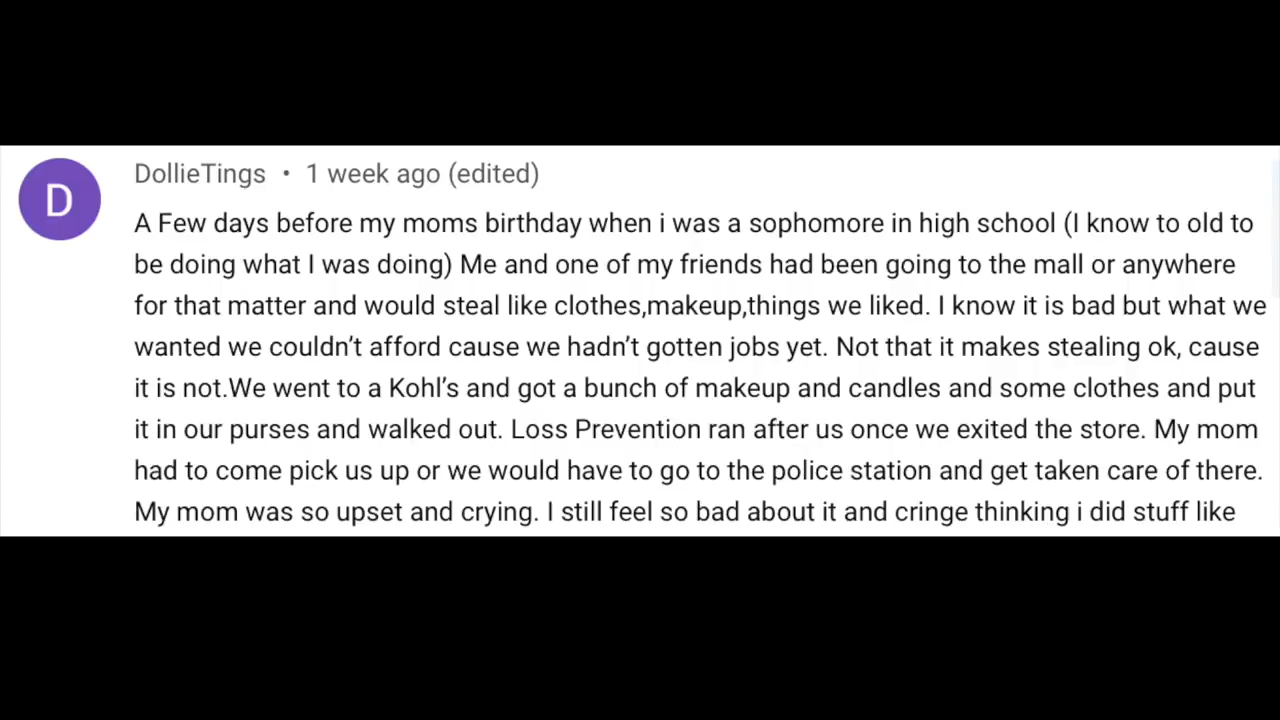 D
DollieTings • 1 week ago (edited)
A Few days before my moms birthday when i was a sophomore in high school (I know to old to
be doing what I was doing) Me and one of my friends had been going to the mall or anywhere
for that matter and would steal like clothes,makeup,things we liked. I know it is bad but what we
wanted we couldn’t afford cause we hadn’t gotten jobs yet. Not that it makes stealing ok, cause
it is not.We went to a Kohl’s and got a bunch of makeup and candles and some clothes and put
it in our purses and walked out. Loss Prevention ran after us once we exited the store. My mom
had to come pick us up or we would have to go to the police station and get taken care of there.
My mom was so upset and crying. I still feel so bad about it and cringe thinking i did stuff like